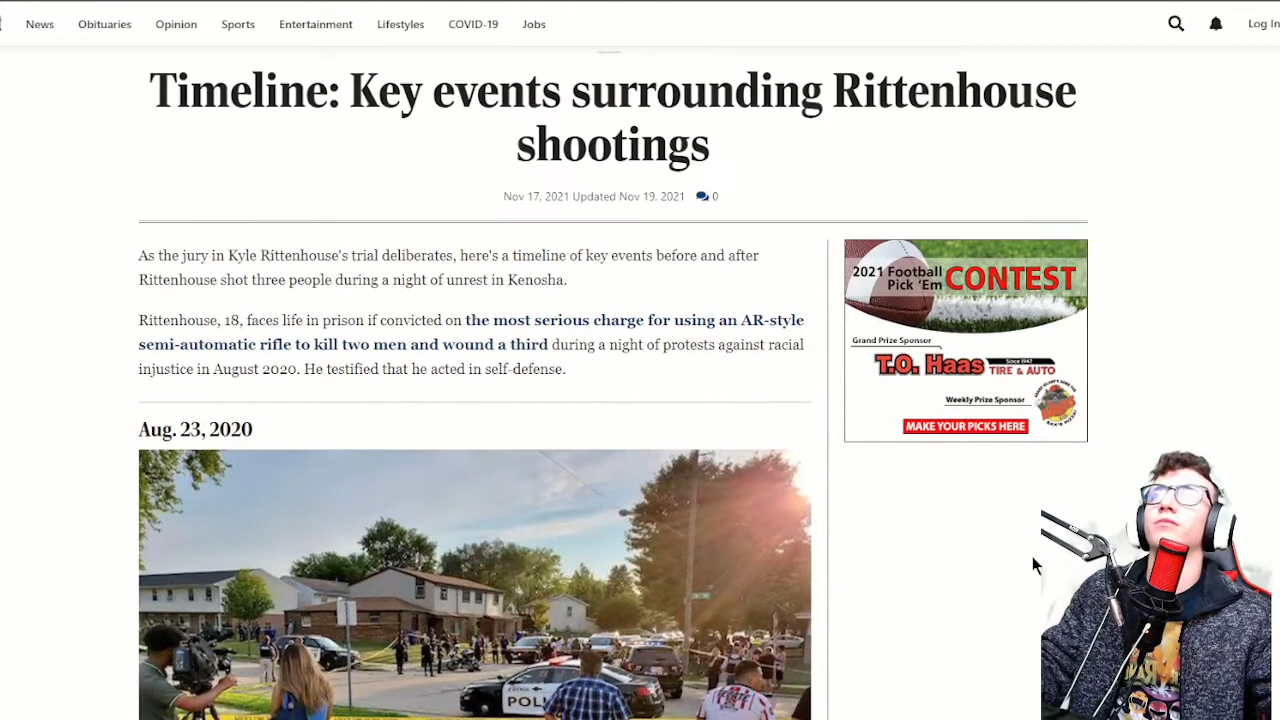 News Obituaries Opinion Sports Entertainment Lifestyles COVID-19 Jobs Log In
Timeline: Key events surrounding Rittenhouse
shootings
Nov 17, 2021 Updated Nov 19, 2021 0
As the jury in Kyle Rittenhouse's trial deliberates, here's a timeline of key events before and after
Rittenhouse shot three people during a night of unrest in Kenosha.
Rittenhouse, 18, faces life in prison if convicted on the most serious charge for using an AR-style
semi-automatic rifle to kill two men and wound a third during a night of protests against racial
injustice in August 2020. He testified that he acted in self-defense.
Aug. 23, 2020
2021 Football
Pick 'Em CONTEST
Grand Prize Sponsor
T.O. Haas Since 1947
TIRE & AUTO
Weekly Prize Sponsor
MAKE YOUR PICKS HERE